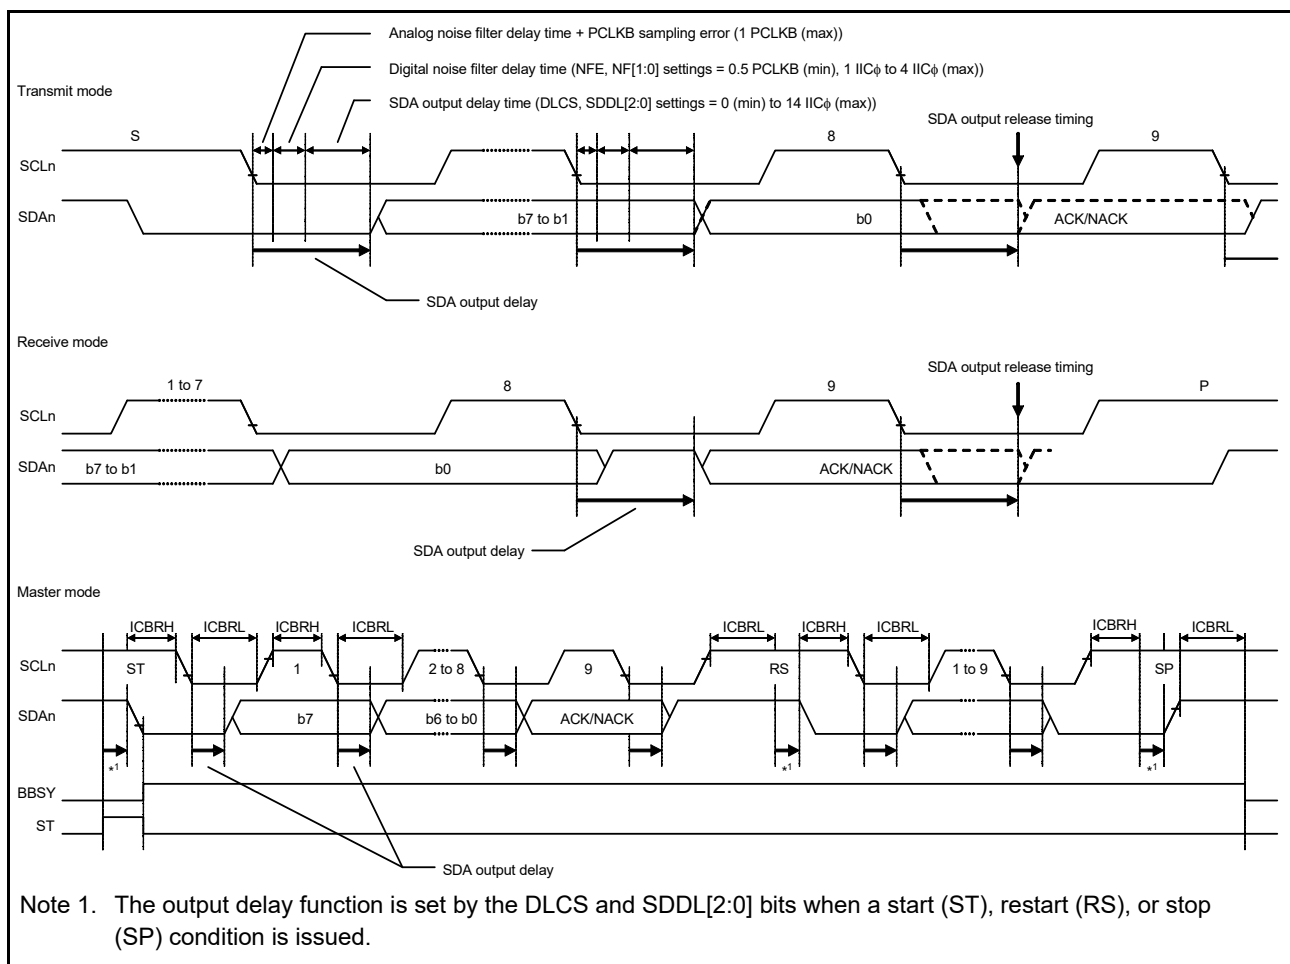 Analog noise filter delay time + PCLKB sampling error (1 PCLKB (max))
Digital noise filter delay time (NFE, NF[1:0] settings = 0.5 PCLKB (min), 1 IICϕ to 4 IICϕ (max))
Transmit mode
SDA output delay time (DLCS, SDDL[2:0] settings = 0 (min) to 14 IICϕ (max))
SDA output release timing
S 8 9
SCLn
SDAn b7 to b1 b0 ACK/NACK
SDA output delay
Receive mode
SDA output release timing
1 to 7 8 9 P
SCLn
SDAn b7 to b1 b0 ACK/NACK
SDA output delay
Master mode
ICBRH ICBRL ICBRH ICBRL ICBRL ICBRH ICBRL ICBRH ICBRL
SCLn ST 1 2 to 8 9 RS 1 to 9 SP
SDAn b7 b6 to b0 ACK/NACK
*1 *1 *1
BBSY
ST
SDA output delay
Note 1. The output delay function is set by the DLCS and SDDL[2:0] bits when a start (ST), restart (RS), or stop
(SP) condition is issued.